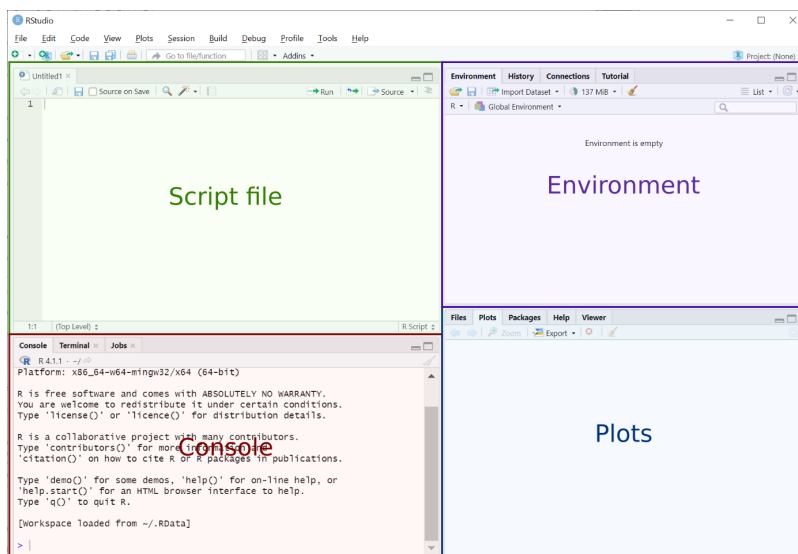 RStudio
File Edit Code View Plots Session Build Debug Profile Tools Help
Go to file/function Addins Project: (None)
Untitled1
Source on Save Run Source
1
Script file
1:1 (Top Level) R Script
Console Terminal Jobs
R 4.1.1 · ~/
Platform: x86_64-w64-mingw32/x64 (64-bit)
R is free software and comes with ABSOLUTELY NO WARRANTY.
You are welcome to redistribute it under certain conditions.
Type 'license()' or 'licence()' for distribution details.
R is a collaborative project with many contributors.
Type 'contributors()' for more information and
'citation()' on how to cite R or R packages in publications.
Console
Type 'demo()' for some demos, 'help()' for on-line help, or
'help.start()' for an HTML browser interface to help.
Type 'q()' to quit R.
[Workspace loaded from ~/.RData]
>
Environment History Connections Tutorial
Import Dataset 137 MiB List
R Global Environment
Environment is empty
Environment
Files Plots Packages Help Viewer
Zoom Export
Plots